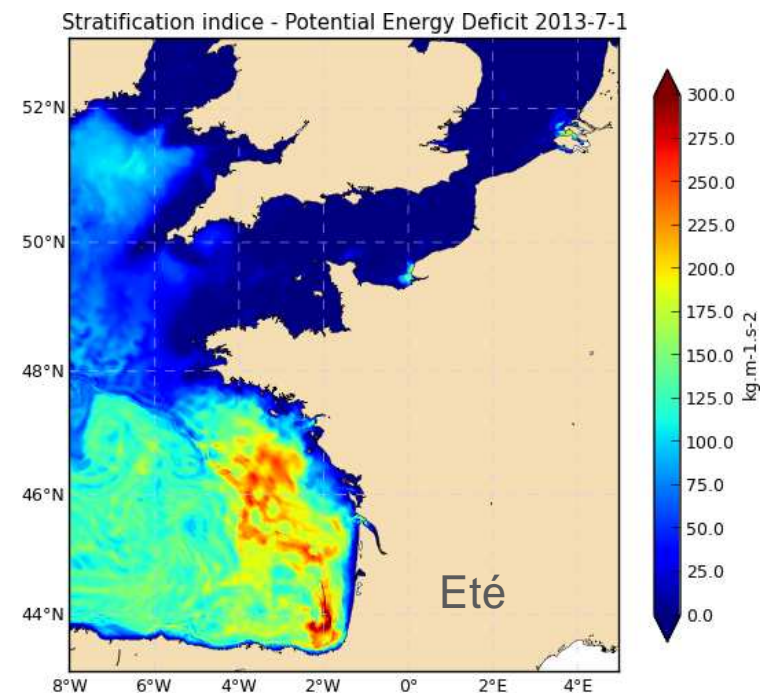 Stratification indice - Potential Energy Deficit 2013-7-1
52°N
50°N
48°N
46°N
44°N
8°W 6°W 4°W 2°W 0° 2°E 4°E
Eté
300.0
275.0
250.0
225.0
200.0
175.0
150.0
125.0
100.0
75.0
50.0
25.0
0.0
kg.m-1.s-2